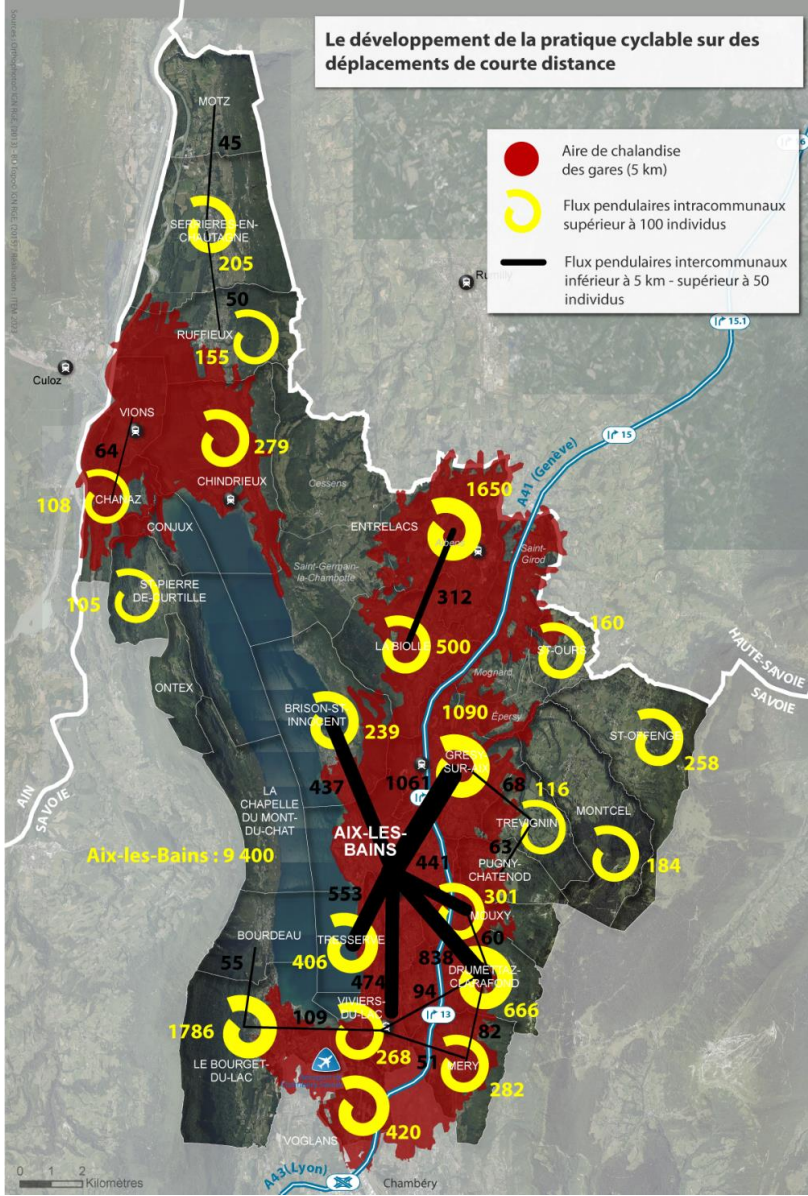 Le développement de la pratique cyclable sur des
déplacements de courte distance
Aire de chalandise
des gares (5 km)
Flux pendulaires intracommunaux
supérieur à 100 individus
Flux pendulaires intercommunaux
inférieur à 5 km - supérieur à 50
individus
MOTZ
45
SERRIERES-EN-
CHAUTAGNE
205
50
RUFFIEUX
155
Rumilly
15.1
Culoz
15
VIONS
64
279
CHINDRIEUX
108
CHANAZ
CONJUX
Cessens
1650
ENTRELACS
A41 (Genève)
Saint-
Girod
Saint-Germain-
la-Chambotte
312
ST-PIERRE
DE-CURTILLE
105
LA BIOLLE
500
160
ST-OURS
Mognard
HAUTE-SAVOIE
SAVOIE
ONTEX
BRISON-ST-
INNOCENT
239
1090
Épersy
ST-OFFENGE
258
GRESY-
SUR-AIX
1061
437
68
116
TREVIGNIN
MONTCEL
184
63
PUGNY-
CHATENOD
AIN
SAVOIE
LA
CHAPELLE
DU MONT-
DU-CHAT
AIX-LES-
BAINS
Aix-les-Bains : 9 400
441
301
MOUXY
553
60
TRESSERVE
406
838
DRUMETTAZ-
CLARAFOND
666
BOURDEAU
55
474
94
VIVIERS-
DU-LAC
13
109
82
1786
268
51
MERY
282
LE BOURGET-
DU-LAC
420
VOGLANS
A43(Lyon)
Chambéry
0 1 2
Kilomètres